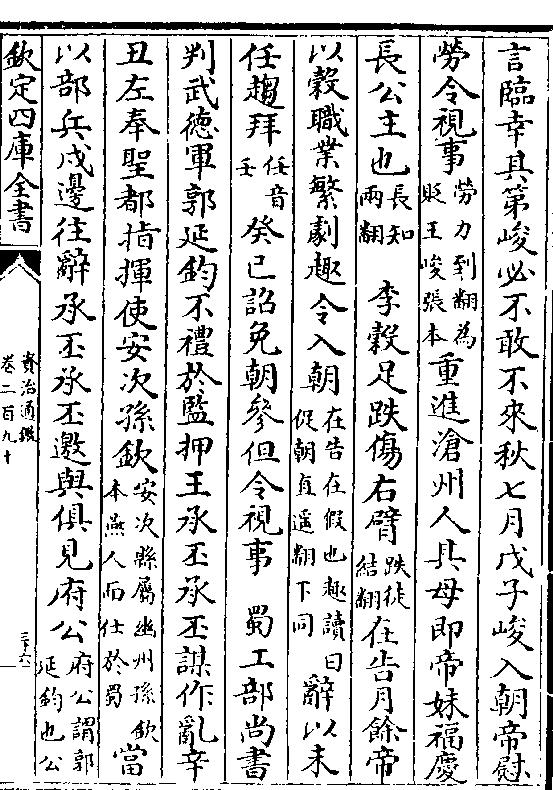 言臨幸其第峻必不敢不來秋七月戊子峻入朝帝慰
勞令視事勞力到翻為貶王峻張本重進滄州人其母即帝妹福慶
長公主也長知兩翻 李穀足跌傷右臂跌徒結翻在告月餘帝
以穀職業繁劇趣令入朝在告在假也趣讀曰促朝直遥翻下同辭以未
任趨拜任音壬癸巳詔免朝參但令視事 蜀工部尚書
判武德軍郭延鈞不禮於監押王承丕承丕謀作亂辛
丑左奉聖都指揮使安次孫欽安次縣屬幽州孫欽本燕人而仕於蜀當
以部兵戍邊往辭承丕承丕邀與俱見府公府公謂郭延鈞也公
欽定四庫全書
資治通鑑
卷二百九十
三十六